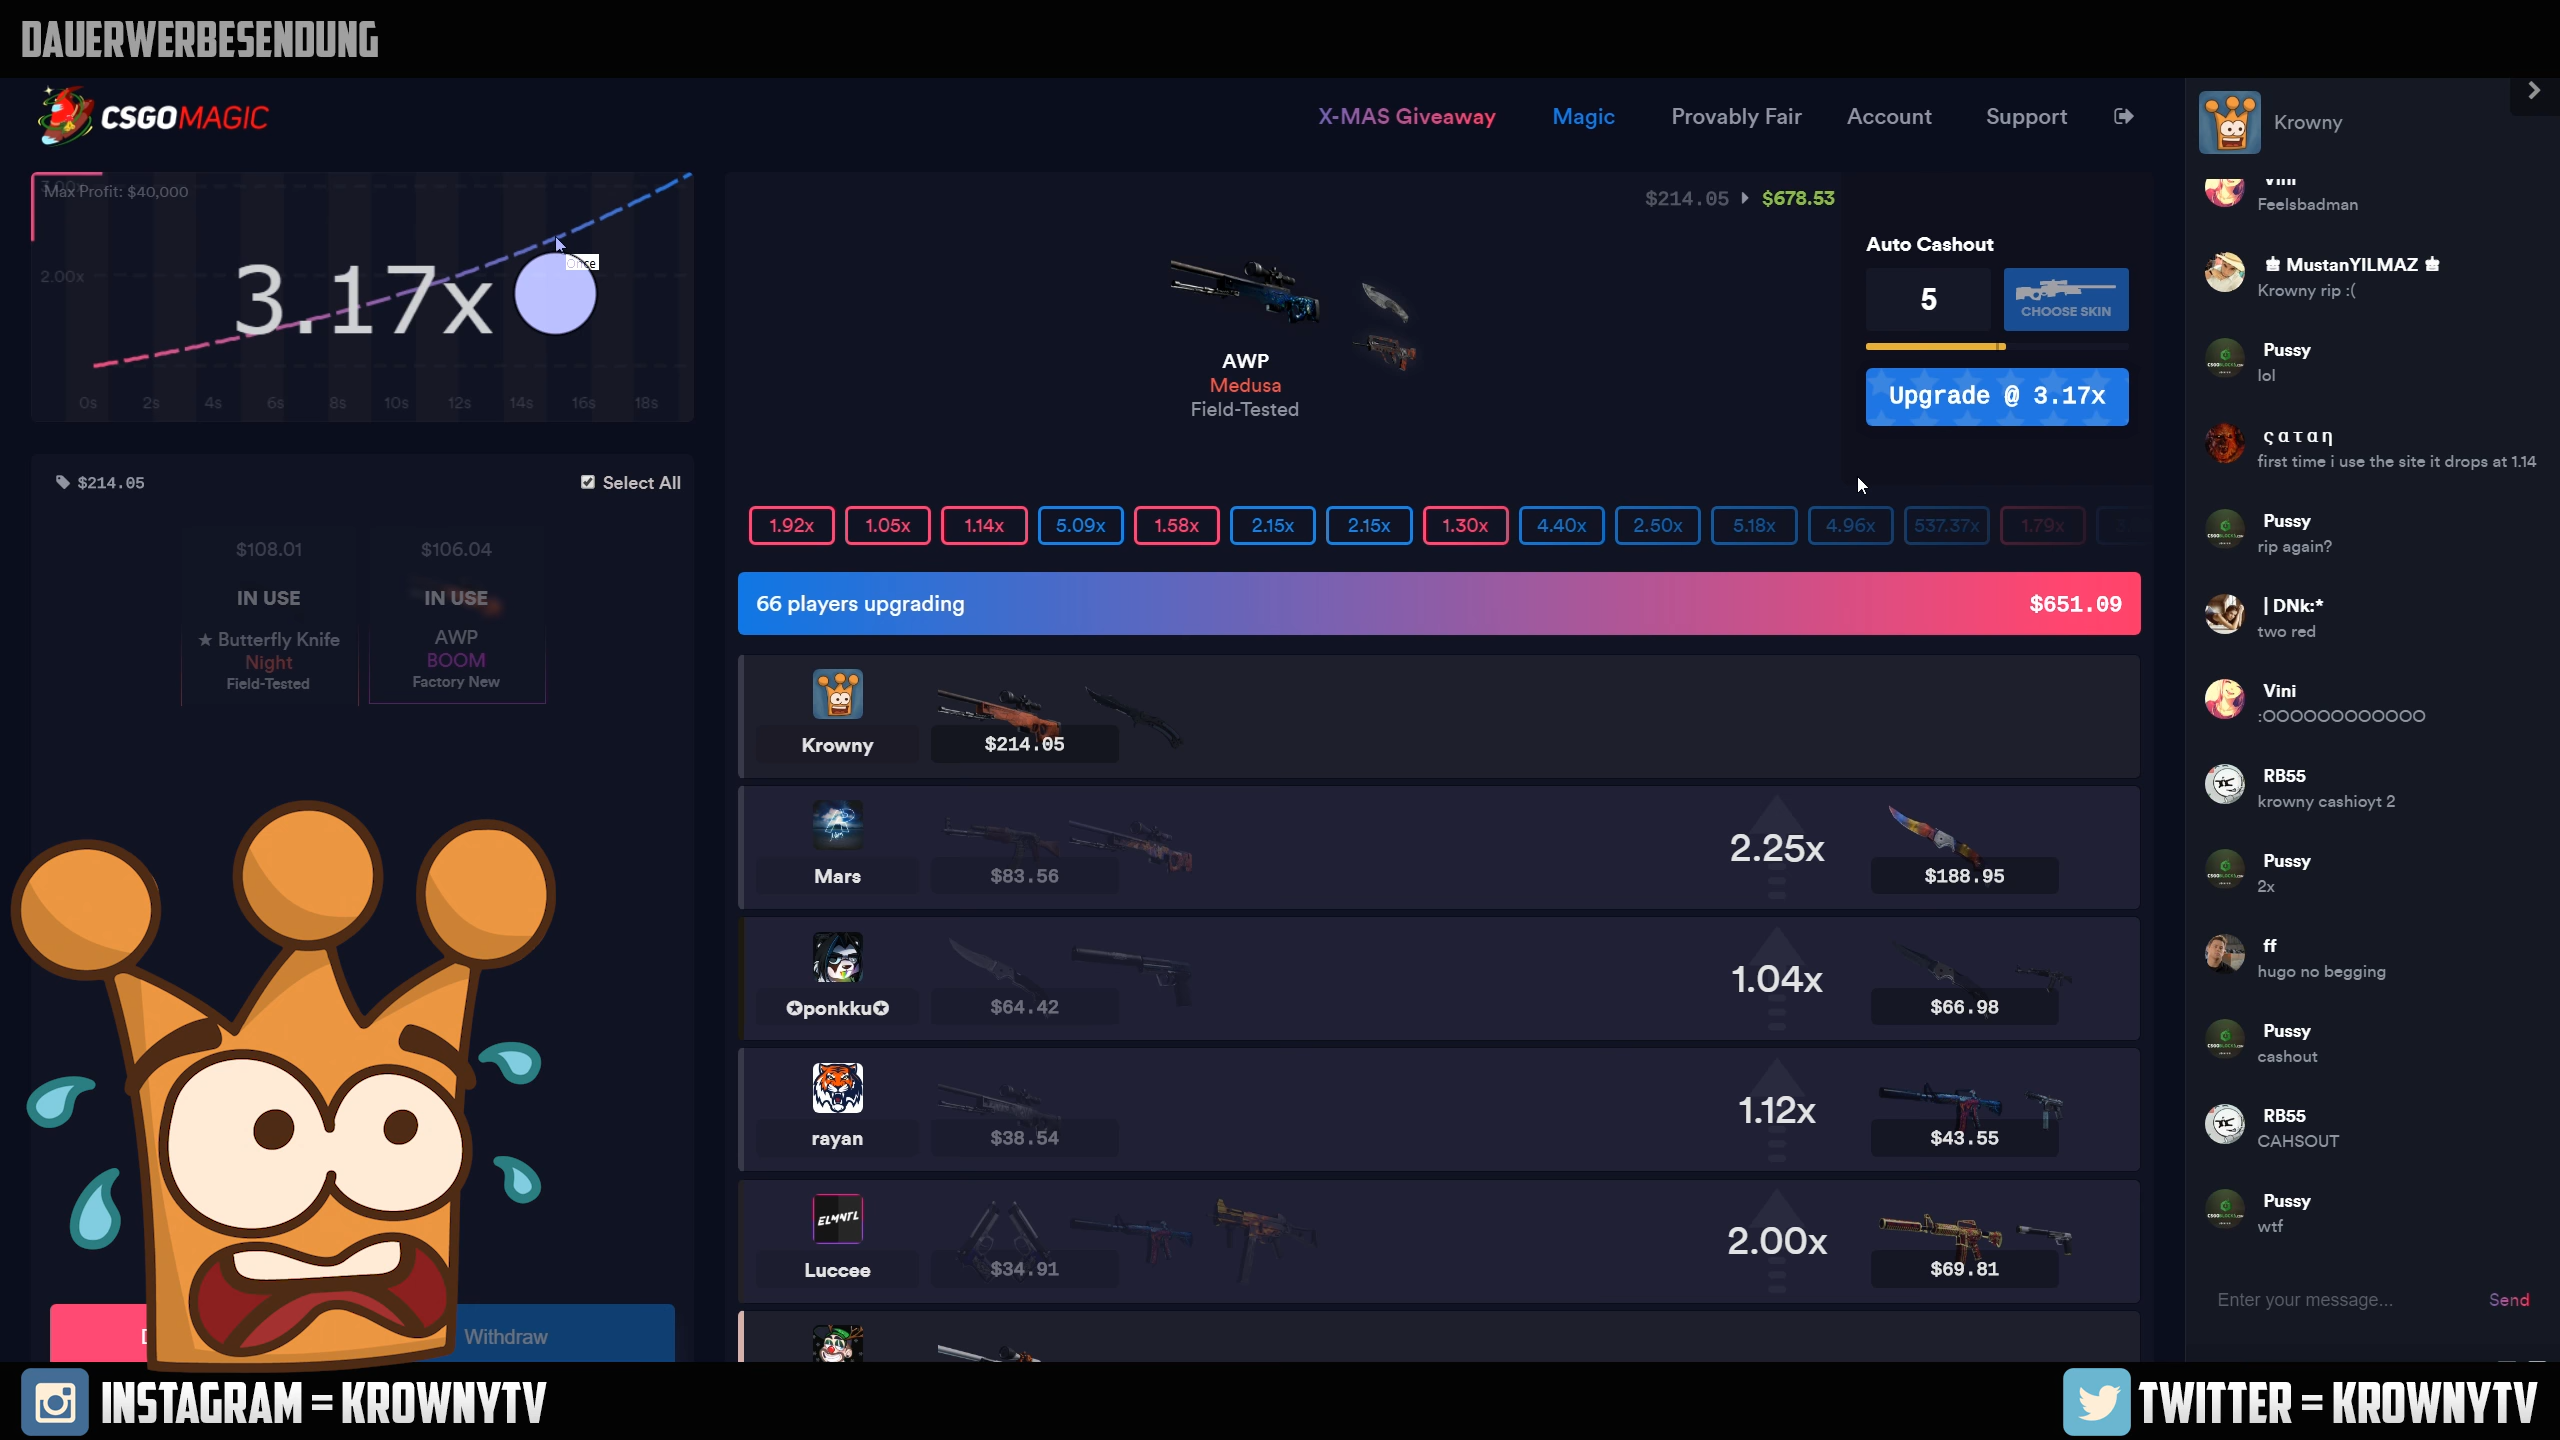 DAUERWERBESENDUNG
CSGOMAGIC
X-MAS Giveaway
Magic
Provably Fair
Account
Support
Krowny
Max Profit: $40,000
2.00x
3.17x
Once
0s 2s 4s 6s 8s 10s 12s 14s 16s 18s
$214.05
Select All
$108.01
IN USE
★ Butterfly Knife
Night
Field-Tested
$106.04
IN USE
AWP
BOOM
Factory New
Withdraw
$214.05 $678.53
AWP
Medusa
Field-Tested
Auto Cashout
5
CHOOSE SKIN
Upgrade @ 3.17x
1.92x 1.05x 1.14x 5.09x 1.58x 2.15x 2.15x 1.30x 4.40x 2.50x 5.18x 4.96x 537.37x 1.79x
66 players upgrading
$651.09
Krowny
$214.05
Mars
$83.56
2.25x
$188.95
✪ponkku✪
$64.42
1.04x
$66.98
rayan
$38.54
1.12x
$43.55
ELMNTL
Luccee
$34.91
2.00x
$69.81
Vini
Feelsbadman
♚ MustanYILMAZ ♚
Krowny rip :(
Pussy
lol
ςαταη
first time i use the site it drops at 1.14
Pussy
rip again?
| DNk:*
two red
Vini
:OOOOOOOOOOOO
RB55
krowny cashioyt 2
Pussy
2x
ff
hugo no begging
Pussy
cashout
RB55
CAHSOUT
Pussy
wtf
Enter your message...
Send
INSTAGRAM = KROWNYTV
TWITTER = KROWNYTV